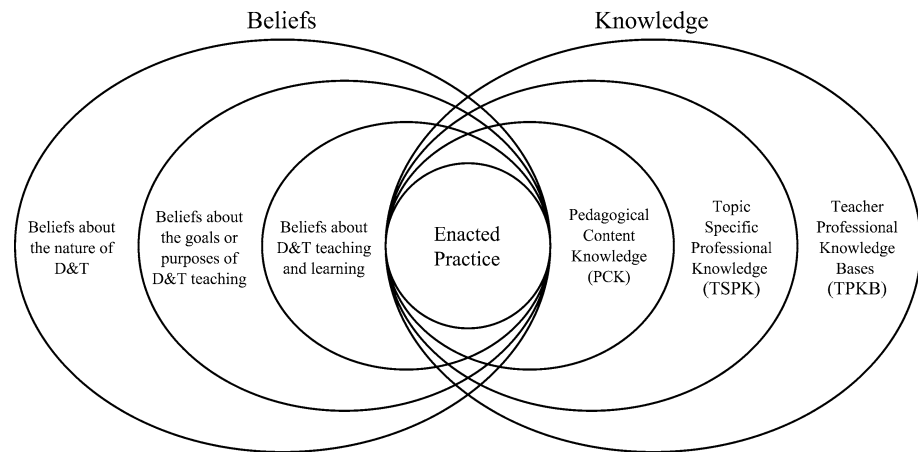 Beliefs
Knowledge
Beliefs about
the nature of
D&T
Beliefs about
the goals or
purposes of
D&T teaching
Beliefs about
D&T teaching
and learning
Enacted
Practice
Pedagogical
Content
Knowledge
(PCK)
Topic
Specific
Professional
Knowledge
(TSPK)
Teacher
Professional
Knowledge
Bases
(TPKB)